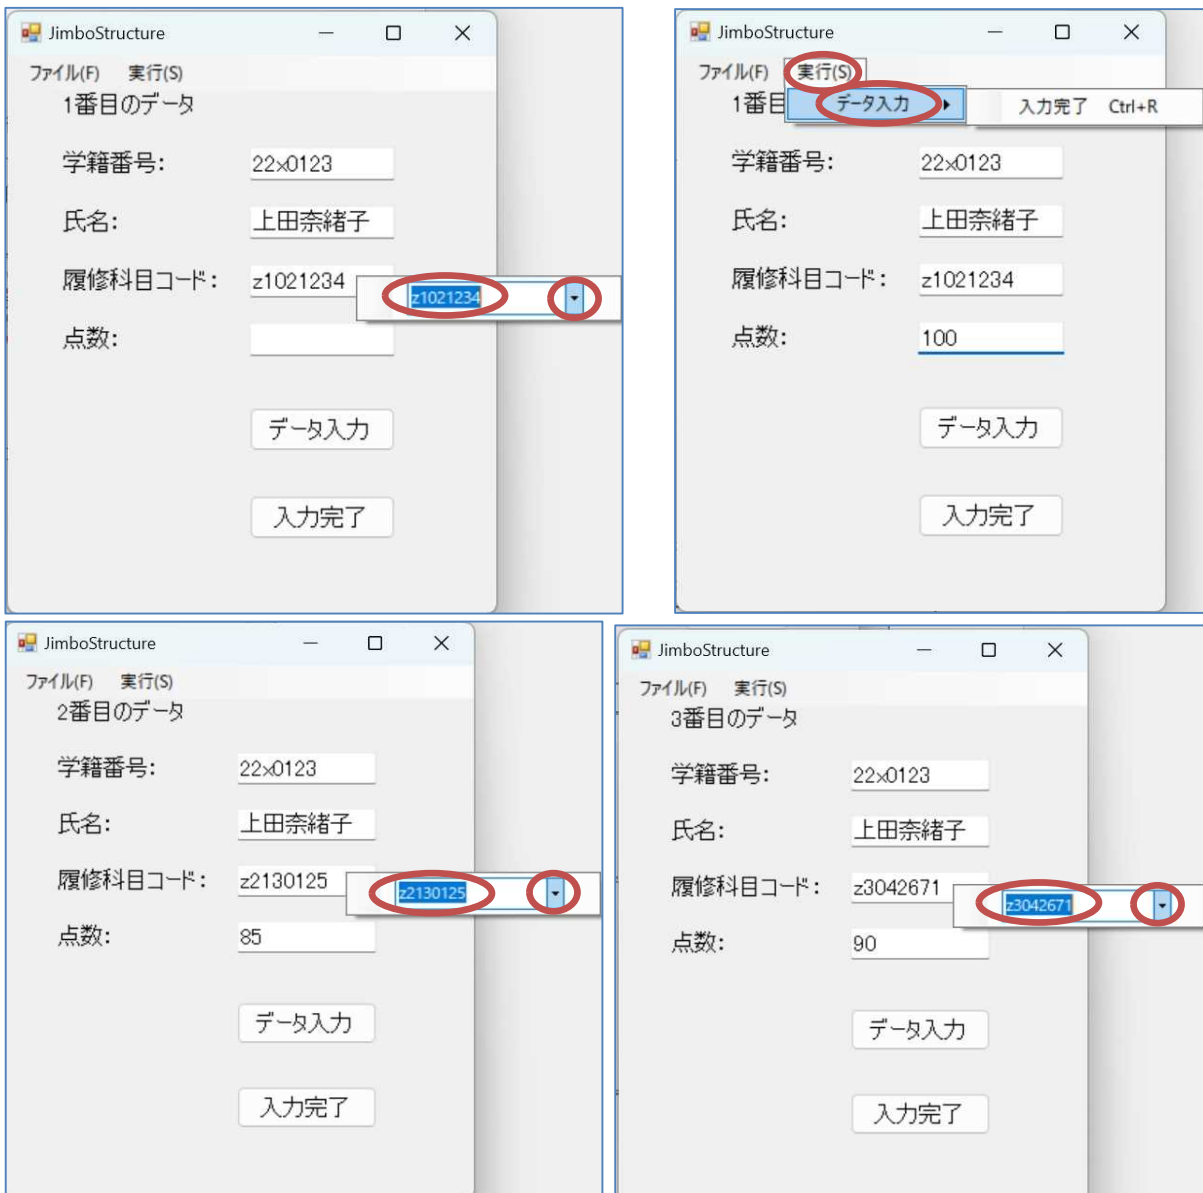 JimboStructure
ファイル(F) 実行(S)
1番目のデータ
学籍番号: 22x0123
氏名: 上田奈緒子
履修科目コード: z1021234
z1021234
点数:
データ入力
入力完了
JimboStructure
ファイル(F) 実行(S)
1番目
データ入力
入力完了 Ctrl+R
学籍番号: 22x0123
氏名: 上田奈緒子
履修科目コード: z1021234
点数: 100
データ入力
入力完了
JimboStructure
ファイル(F) 実行(S)
2番目のデータ
学籍番号: 22x0123
氏名: 上田奈緒子
履修科目コード: z2130125
z2130125
点数: 85
データ入力
入力完了
JimboStructure
ファイル(F) 実行(S)
3番目のデータ
学籍番号: 22x0123
氏名: 上田奈緒子
履修科目コード: z3042671
z3042671
点数: 90
データ入力
入力完了